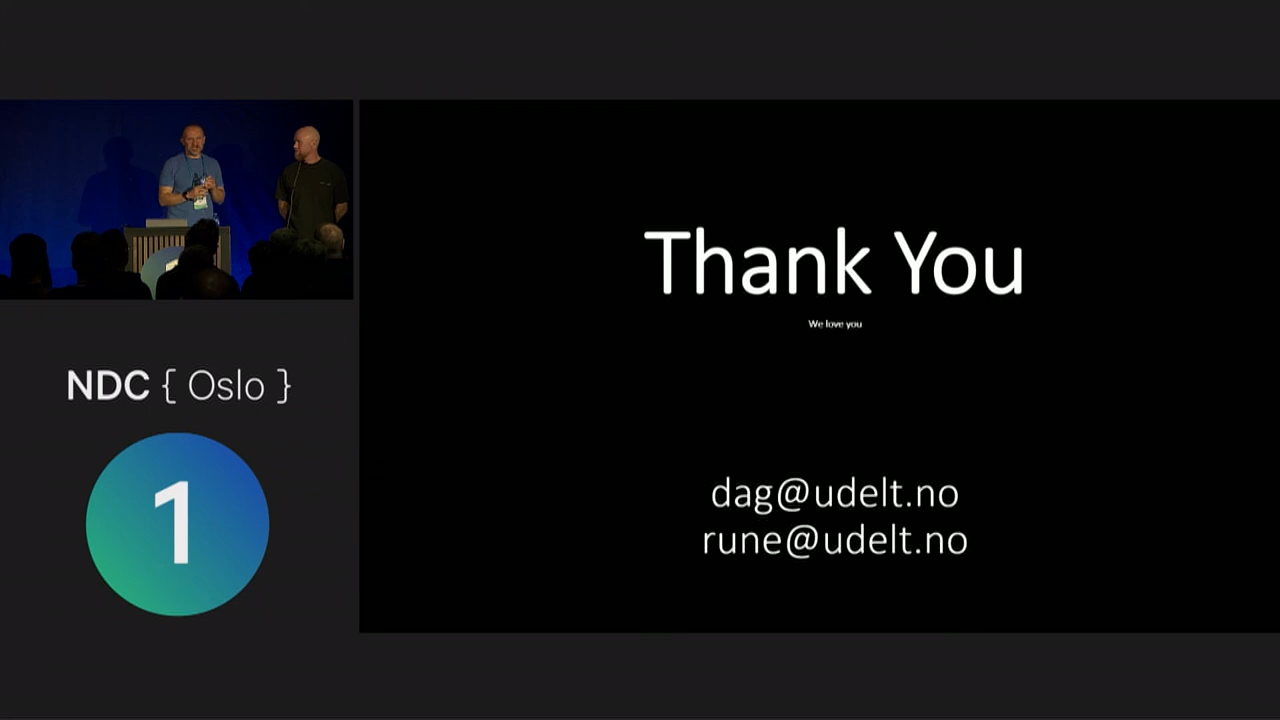 NDC { Oslo }
1
Thank You
We love you
dag@udelt.no
rune@udelt.no